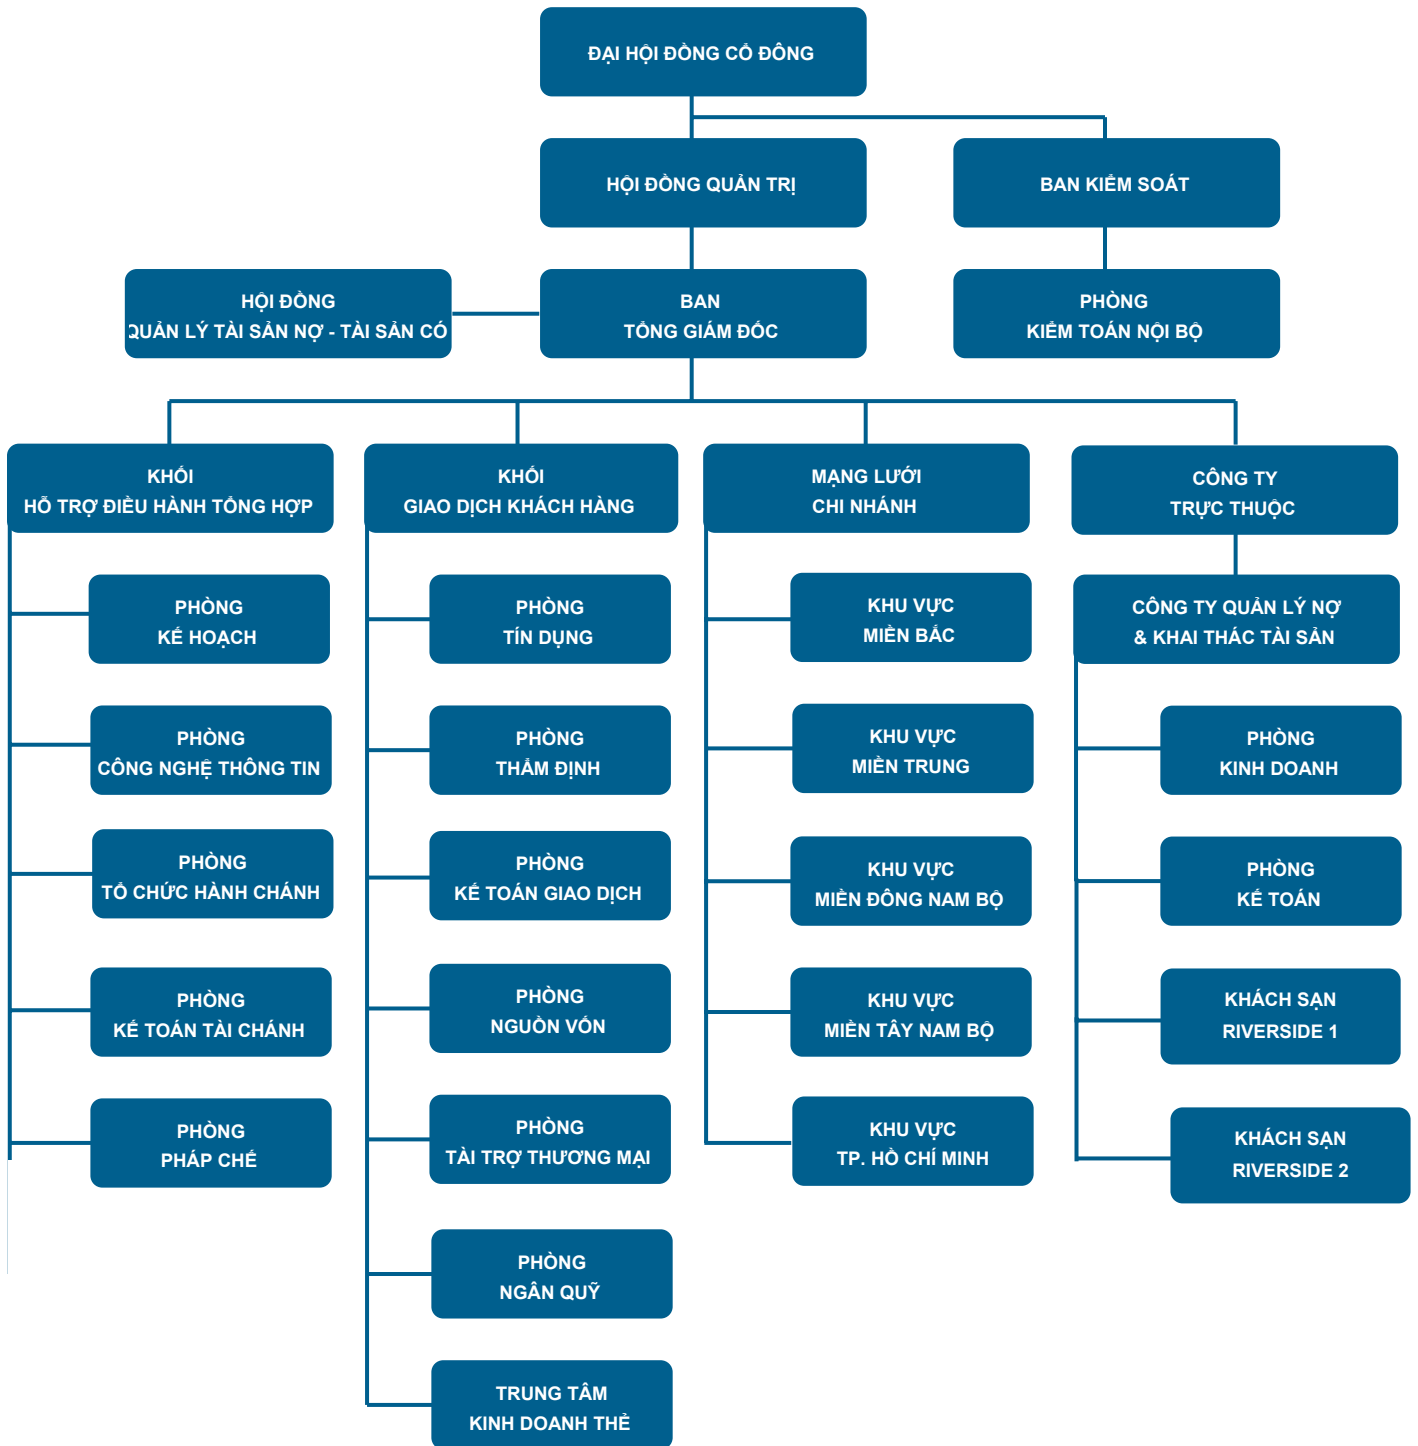 ĐẠI HỘI ĐỒNG CỔ ĐÔNG
HỘI ĐỒNG QUẢN TRỊ
BAN KIỂM SOÁT
HỘI ĐỒNG
QUẢN LÝ TÀI SẢN NỢ - TÀI SẢN CÓ
BAN
TỔNG GIÁM ĐỐC
PHÒNG
KIỂM TOÁN NỘI BỘ
KHỐI
HỖ TRỢ ĐIỀU HÀNH TỔNG HỢP
PHÒNG
KẾ HOẠCH
PHÒNG
CÔNG NGHỆ THÔNG TIN
PHÒNG
TỔ CHỨC HÀNH CHÁNH
PHÒNG
KẾ TOÁN TÀI CHÁNH
PHÒNG
PHÁP CHẾ
KHỐI
GIAO DỊCH KHÁCH HÀNG
PHÒNG
TÍN DỤNG
PHÒNG
THẨM ĐỊNH
PHÒNG
KẾ TOÁN GIAO DỊCH
PHÒNG
NGUỒN VỐN
PHÒNG
TÀI TRỢ THƯƠNG MẠI
PHÒNG
NGÂN QUỸ
TRUNG TÂM
KINH DOANH THẺ
MẠNG LƯỚI
CHI NHÁNH
KHU VỰC
MIỀN BẮC
KHU VỰC
MIỀN TRUNG
KHU VỰC
MIỀN ĐÔNG NAM BỘ
KHU VỰC
MIỀN TÂY NAM BỘ
KHU VỰC
TP. HỒ CHÍ MINH
CÔNG TY
TRỰC THUỘC
CÔNG TY QUẢN LÝ NỢ
& KHAI THÁC TÀI SẢN
PHÒNG
KINH DOANH
PHÒNG
KẾ TOÁN
KHÁCH SẠN
RIVERSIDE 1
KHÁCH SẠN
RIVERSIDE 2